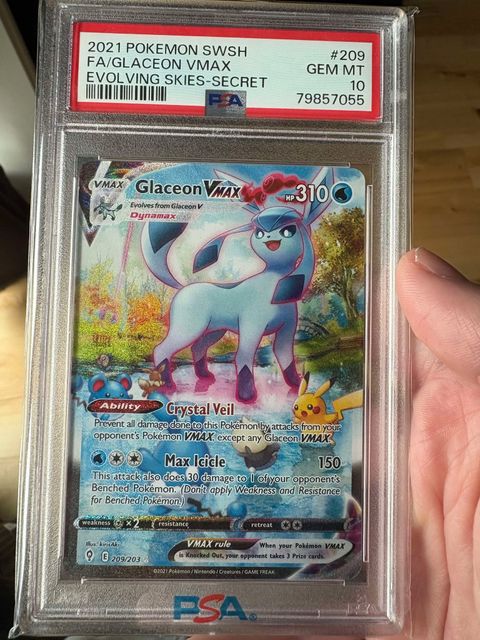 2021 POKEMON SWSH #209
FA/GLACEON VMAX GEM MT
EVOLVING SKIES-SECRET 10
PSA 79857055
VMAX Glaceon VMAX HP 310
Evolves from Glaceon V
Dynamax
Ability Crystal Veil
Prevent all damage done to this Pokémon by attacks from your
opponent's Pokémon VMAX, except any Glaceon VMAX.
Max Icicle 150
This attack also does 30 damage to 1 of your opponent's
Benched Pokémon. (Don't apply Weakness and Resistance
for Benched Pokémon.)
weakness ×2 resistance retreat
Illus. kirisAki
VMAX rule When your Pokémon VMAX
is Knocked Out, your opponent takes 3 Prize cards.
E 209/203
©2021 Pokémon / Nintendo / Creatures / GAME FREAK
PSA